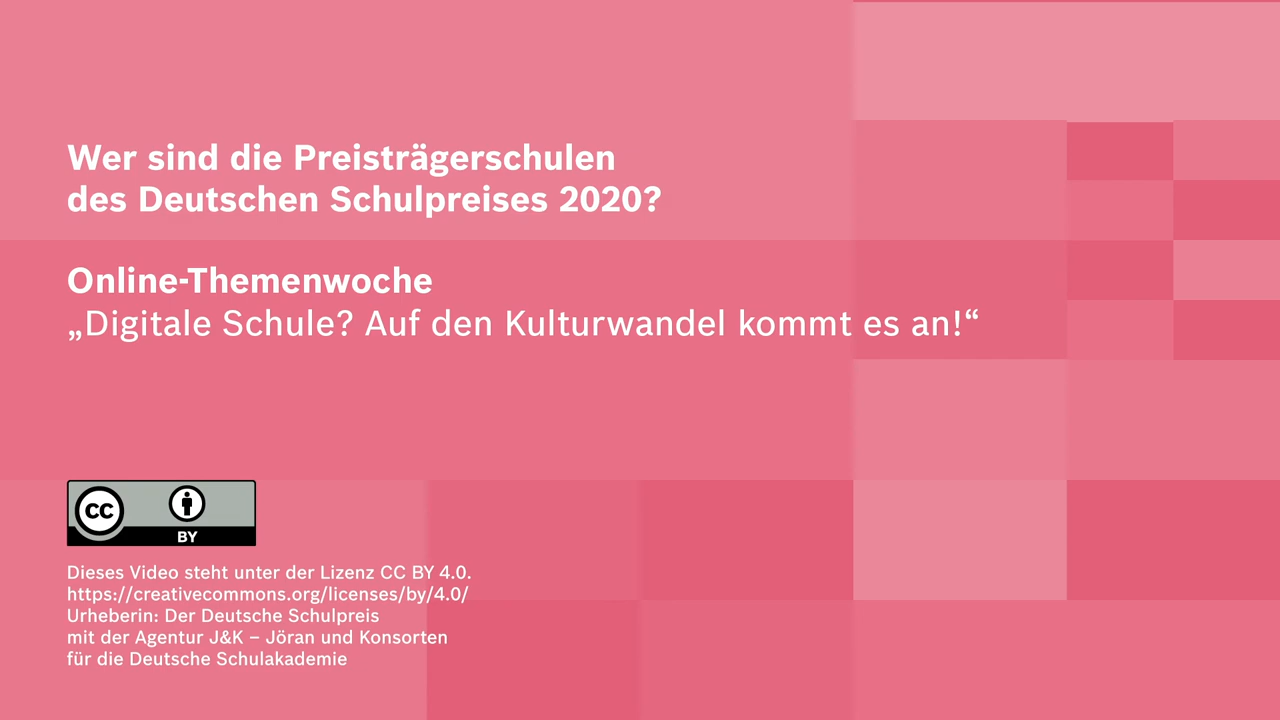 Wer sind die Preisträgerschulen
des Deutschen Schulpreises 2020?
Online-Themenwoche
„Digitale Schule? Auf den Kulturwandel kommt es an!“
CC
BY
Dieses Video steht unter der Lizenz CC BY 4.0.
https://creativecommons.org/licenses/by/4.0/
Urheberin: Der Deutsche Schulpreis
mit der Agentur J&K – Jöran und Konsorten
für die Deutsche Schulakademie